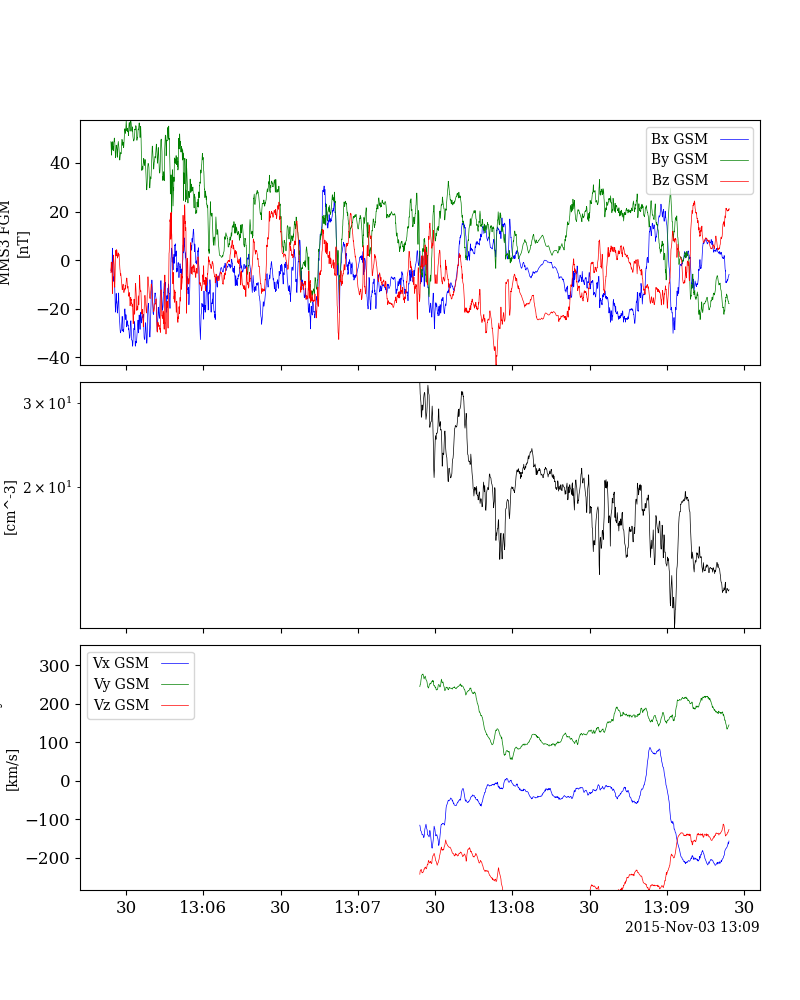 MMS3 FGM
[nT]
40
20
0
−20
−40
Bx GSM
By GSM
Bz GSM
[cm^-3]
3 × 10¹
2 × 10¹
[km/s]
300
200
100
0
−100
−200
Vx GSM
Vy GSM
Vz GSM
30 13:06 30 13:07 30 13:08 30 13:09 30
2015-Nov-03 13:09